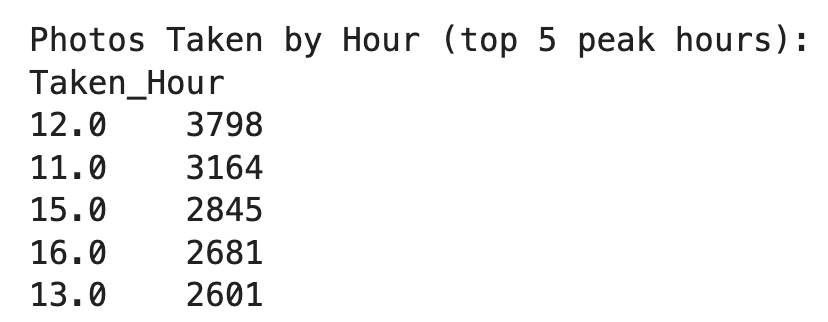 Photos Taken by Hour (top 5 peak hours):
Taken_Hour
12.0    3798
11.0    3164
15.0    2845
16.0    2681
13.0    2601